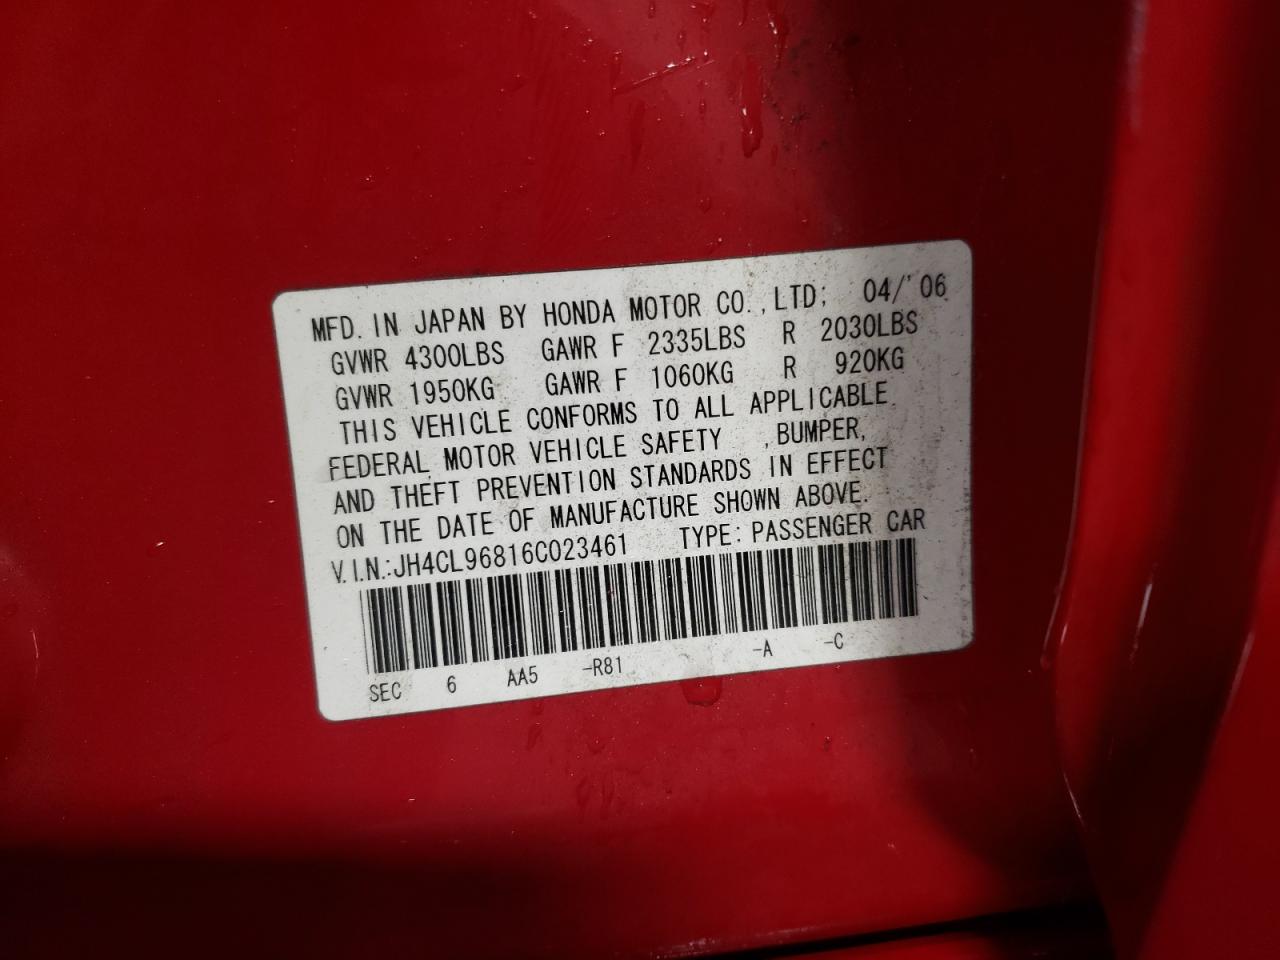 MFD. IN JAPAN BY HONDA MOTOR CO.,LTD; 04/'06
GVWR 4300LBS GAWR F 2335LBS R 2030LBS
GVWR 1950KG GAWR F 1060KG R 920KG
THIS VEHICLE CONFORMS TO ALL APPLICABLE
FEDERAL MOTOR VEHICLE SAFETY ,BUMPER,
AND THEFT PREVENTION STANDARDS IN EFFECT
ON THE DATE OF MANUFACTURE SHOWN ABOVE.
V.I.N.:JH4CL96816C023461 TYPE: PASSENGER CAR
SEC 6 AA5 -R81 -A -C